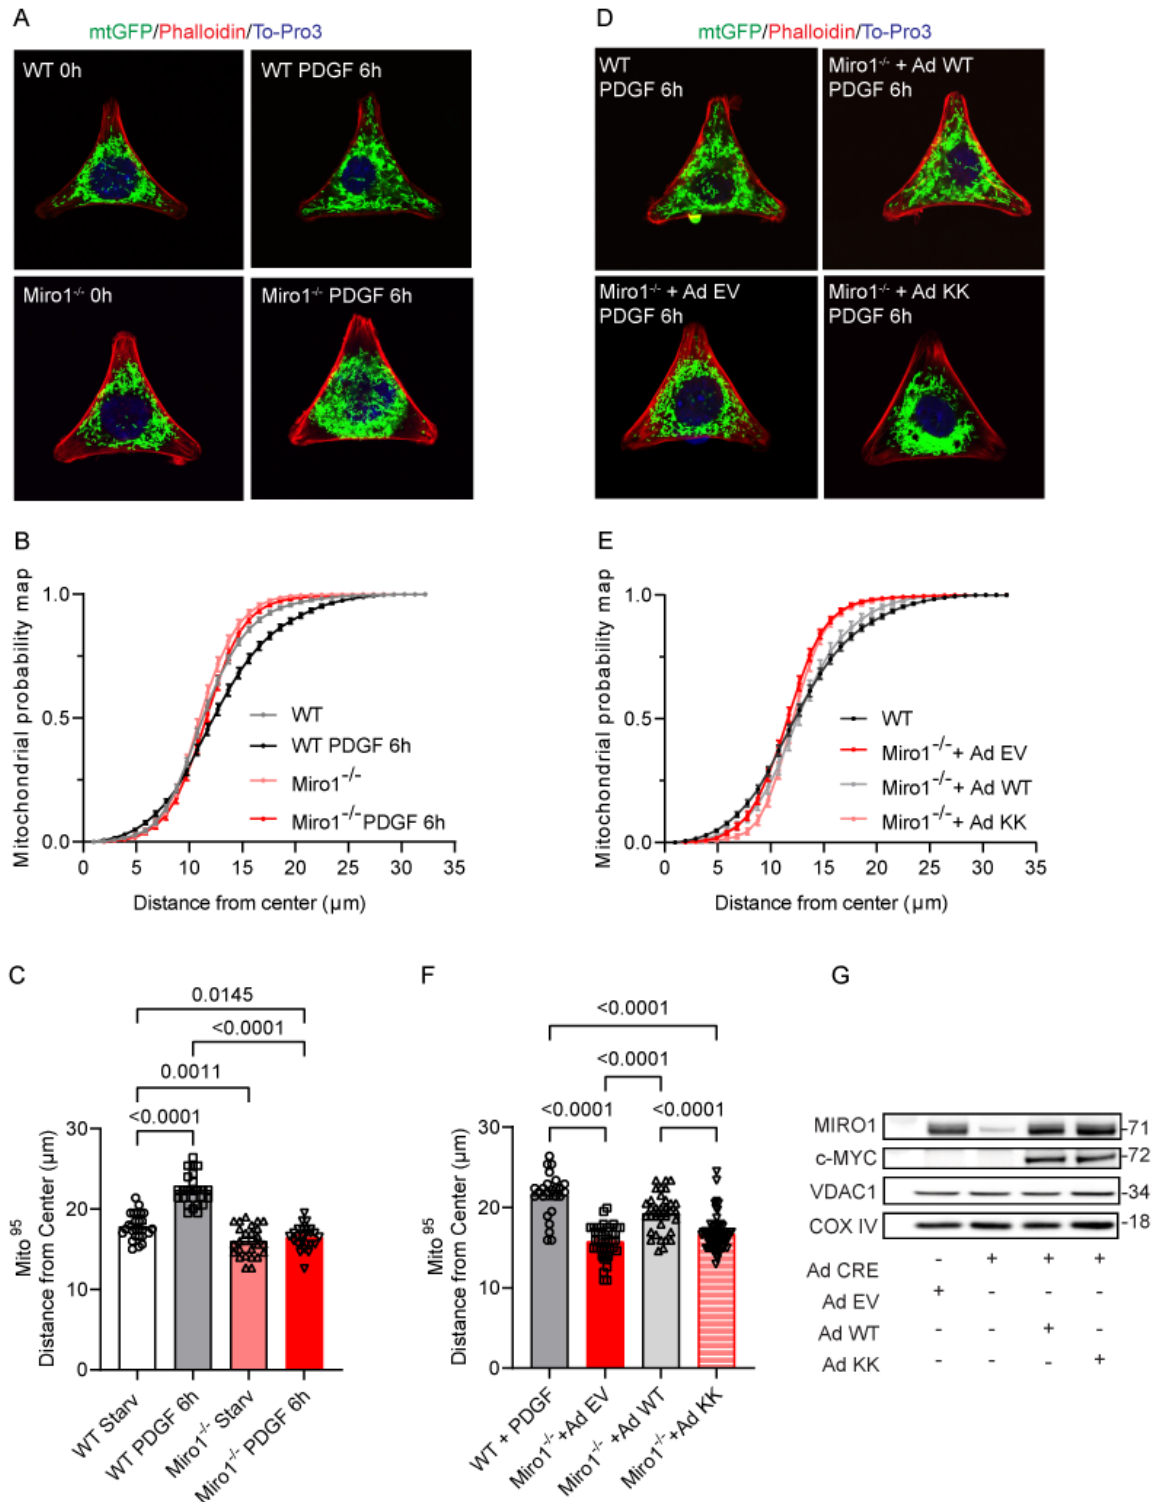 A
mtGFP/Phalloidin/To-Pro3
WT 0h
WT PDGF 6h
Miro1-/- 0h
Miro1-/- PDGF 6h
D
mtGFP/Phalloidin/To-Pro3
WT
PDGF 6h
Miro1-/- + Ad WT
PDGF 6h
Miro1-/- + Ad EV
PDGF 6h
Miro1-/- + Ad KK
PDGF 6h
B
Mitochondrial probability map
1.0
0.5
0.0
0 5 10 15 20 25 30 35
Distance from center (µm)
WT
WT PDGF 6h
Miro1-/-
Miro1-/- PDGF 6h
E
Mitochondrial probability map
1.0
0.5
0.0
0 5 10 15 20 25 30 35
Distance from center (µm)
WT
Miro1-/- + Ad EV
Miro1-/- + Ad WT
Miro1-/- + Ad KK
C
0.0145
<0.0001
0.0011
<0.0001
Mito95
Distance from Center (µm)
30
20
10
0
WT Starv
WT PDGF 6h
Miro1-/- Starv
Miro1-/- PDGF 6h
F
<0.0001
<0.0001
<0.0001 <0.0001
Mito95
Distance from Center (µm)
30
20
10
0
WT + PDGF
Miro1-/-+Ad EV
Miro1-/- +Ad WT
Miro1-/-+Ad KK
G
MIRO1 -71
c-MYC -72
VDAC1 -34
COX IV -18
Ad CRE - + + +
Ad EV + - - -
Ad WT - - + -
Ad KK - - - +